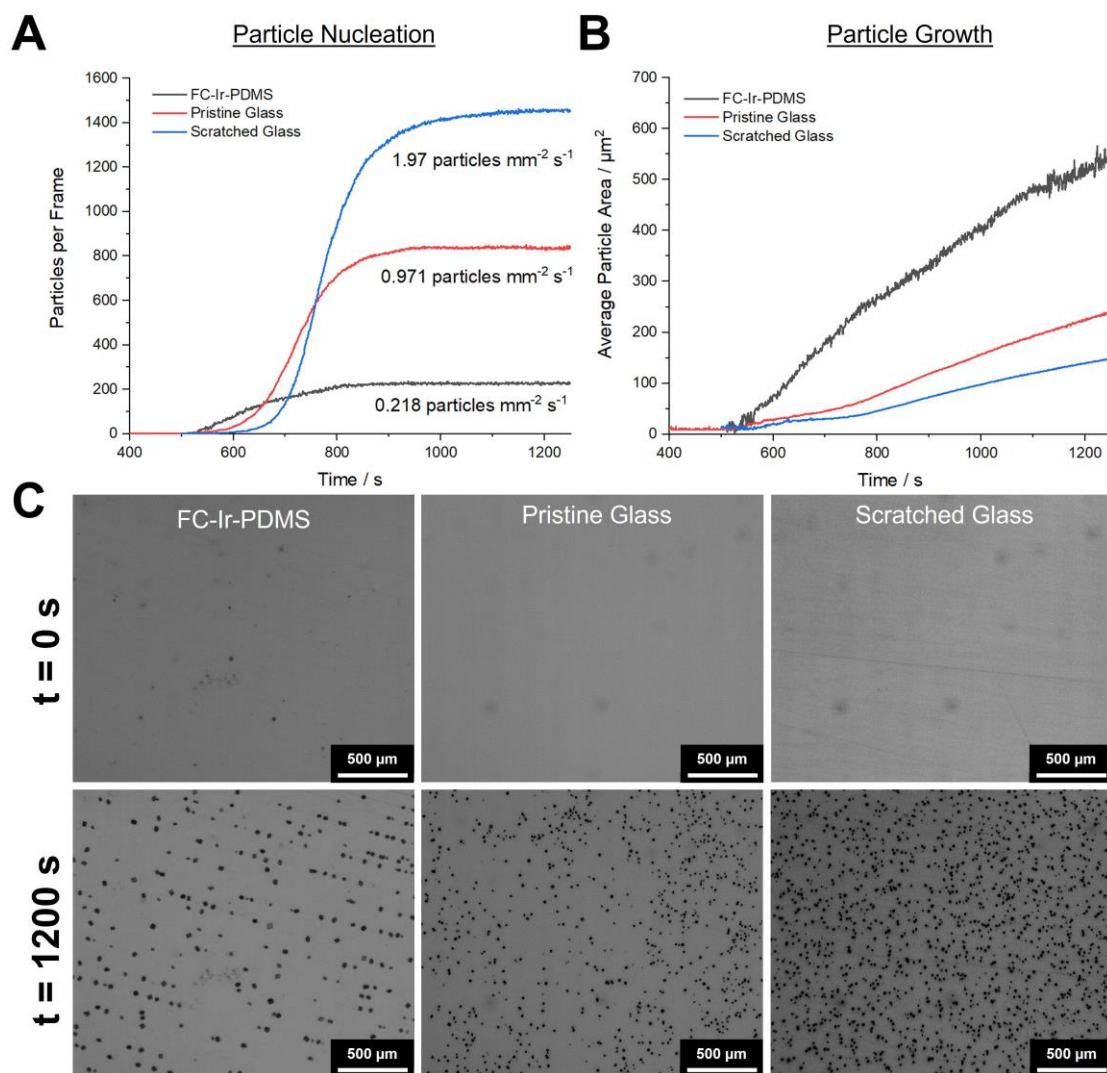 A
Particle Nucleation
1600
1400
1200
1000
800
600
400
200
0
Particles per Frame
FC-Ir-PDMS
Pristine Glass
Scratched Glass
1.97 particles mm⁻² s⁻¹
0.971 particles mm⁻² s⁻¹
0.218 particles mm⁻² s⁻¹
400 600 800 1000 1200
Time / s
B
Particle Growth
700
600
500
400
300
200
100
0
Average Particle Area / µm²
FC-Ir-PDMS
Pristine Glass
Scratched Glass
400 600 800 1000 1200
Time / s
C
FC-Ir-PDMS
Pristine Glass
Scratched Glass
t = 0 s
500 µm
500 µm
500 µm
t = 1200 s
500 µm
500 µm
500 µm